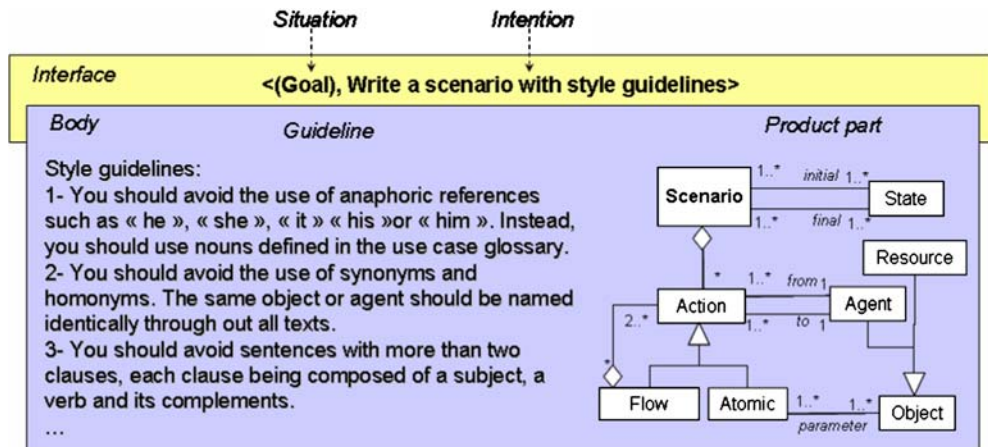 Situation Intention
Interface
<(Goal), Write a scenario with style guidelines>
Body Guideline Product part
Style guidelines:
1- You should avoid the use of anaphoric references
such as « he », « she », « it » « his »or « him ». Instead,
you should use nouns defined in the use case glossary.
2- You should avoid the use of synonyms and
homonyms. The same object or agent should be named
identically through out all texts.
3- You should avoid sentences with more than two
clauses, each clause being composed of a subject, a
verb and its complements.
...
1..* initial 1..*
Scenario State
1..* final 1..*
Resource
* 1..* from 1
Action Agent
2..* 1..* to 1
*
Flow Atomic 1..* 1..* Object
parameter